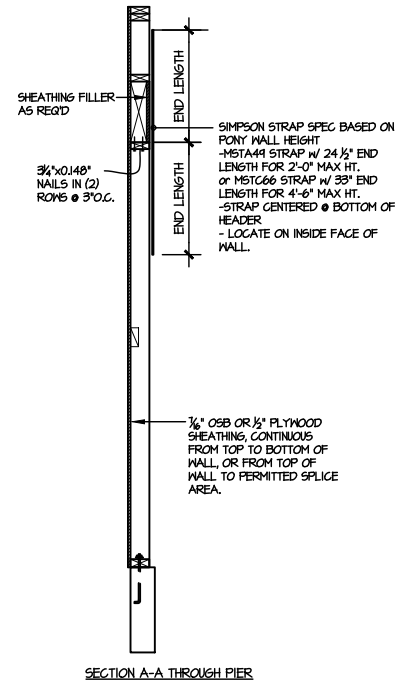 SHEATHING FILLER
AS REQ'D
END LENGTH
SIMPSON STRAP SPEC BASED ON
PONY WALL HEIGHT
-MSTA49 STRAP W/ 24 ½" END
LENGTH FOR 2'-0" MAX HT.
or MSTC66 STRAP W/ 33" END
LENGTH FOR 4'-6" MAX HT.
-STRAP CENTERED @ BOTTOM OF
HEADER
- LOCATE ON INSIDE FACE OF
WALL.
3¼"x0.148"
NAILS IN (2)
ROWS @ 3"O.C.
END LENGTH
7⁄16" OSB OR ½" PLYWOOD
SHEATHING, CONTINUOUS
FROM TOP TO BOTTOM OF
WALL, OR FROM TOP OF
WALL TO PERMITTED SPLICE
AREA.
SECTION A-A THROUGH PIER